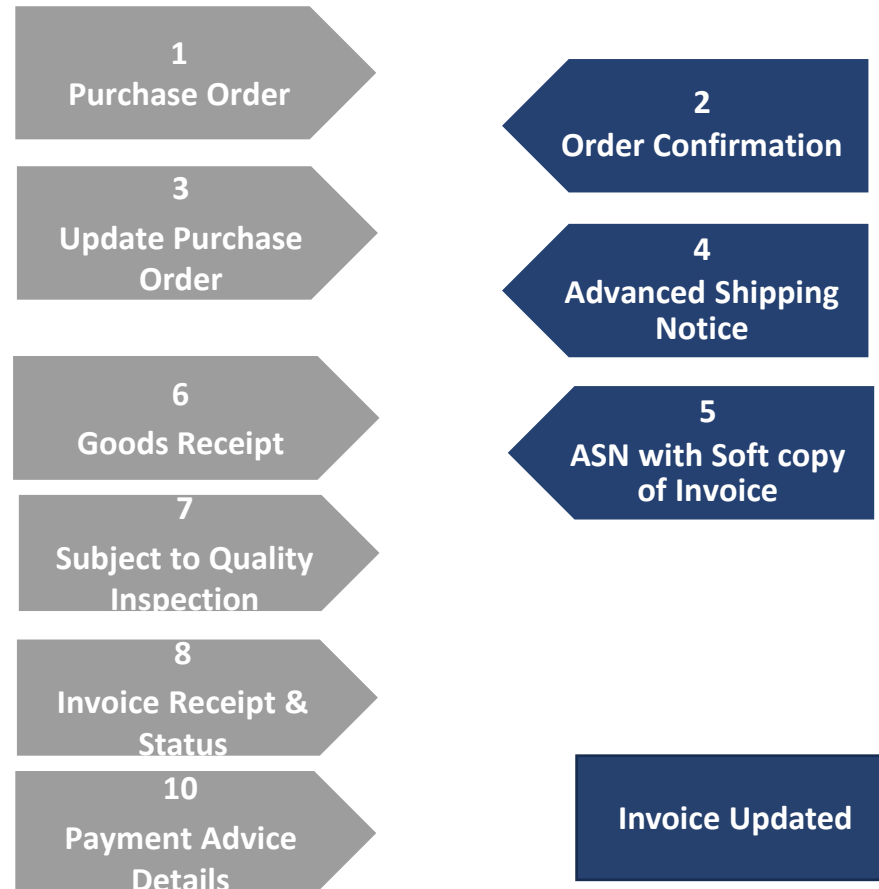 1
Purchase Order
2
Order Confirmation
3
Update Purchase
Order
4
Advanced Shipping
Notice
6
Goods Receipt
5
ASN with Soft copy
of Invoice
7
Subject to Quality
Inspection
8
Invoice Receipt &
Status
10
Payment Advice
Details
Invoice Updated